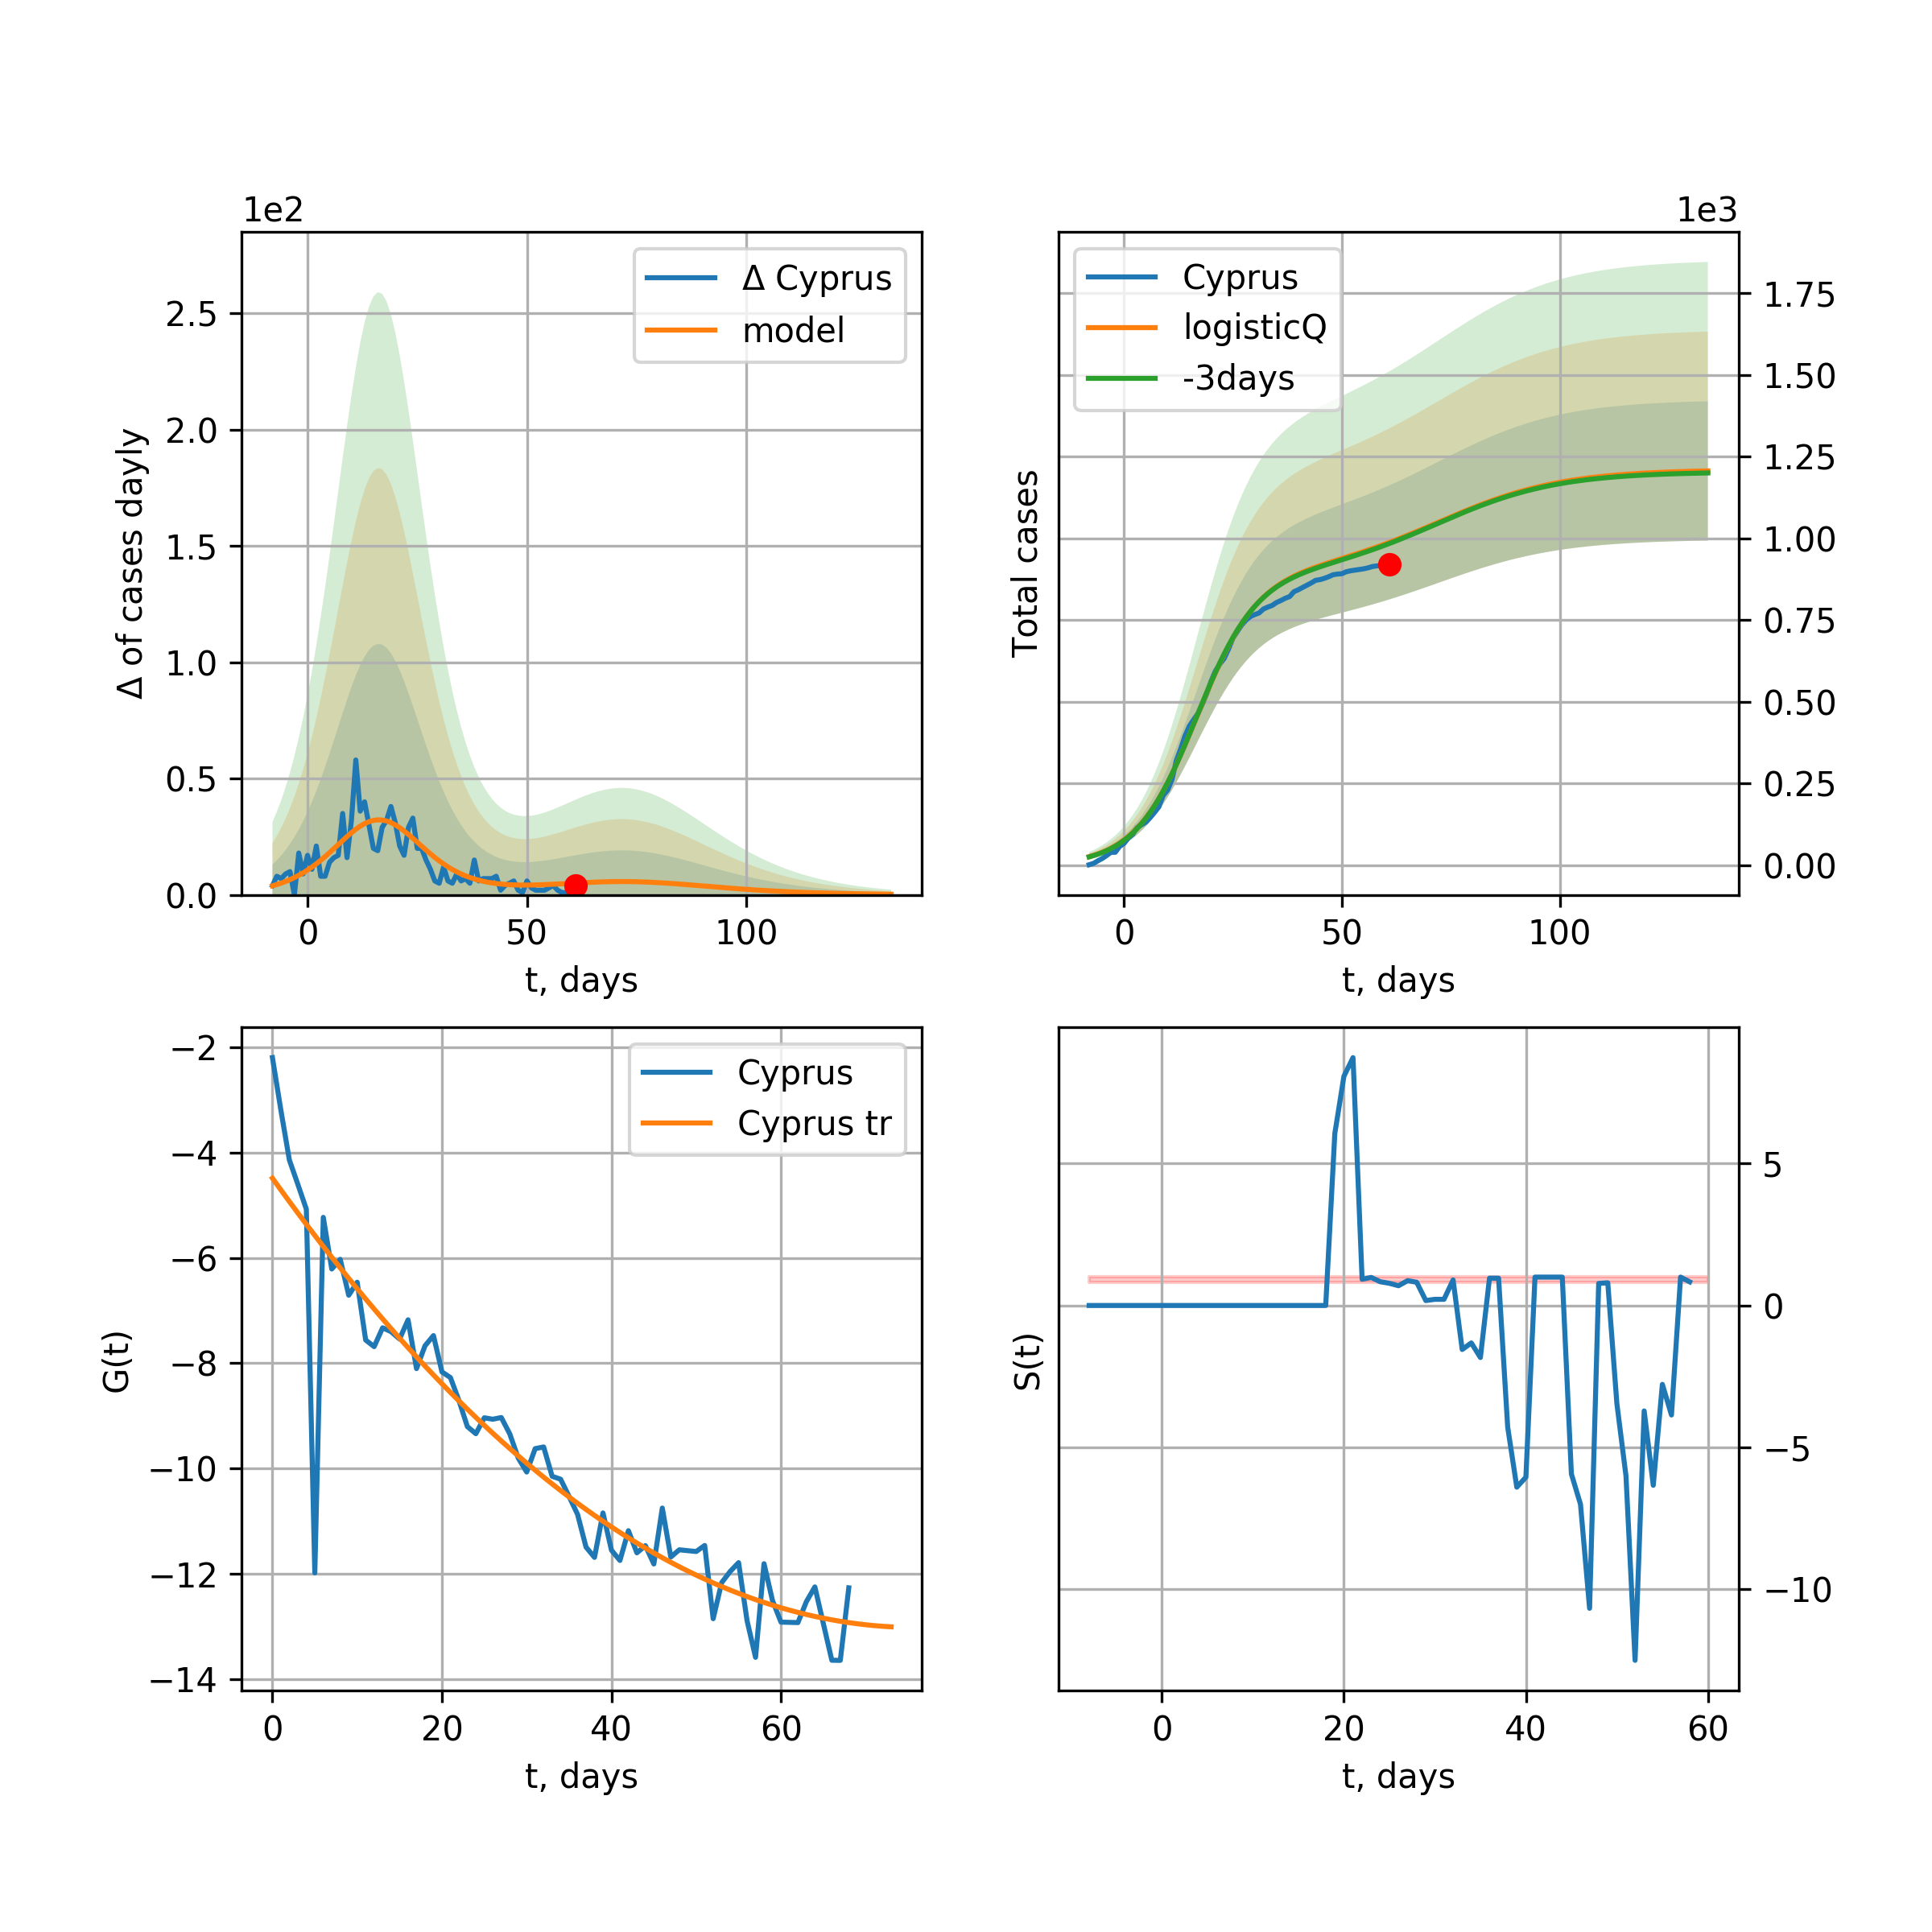 1e2
Δ of cases dayly
2.5
2.0
1.5
1.0
0.5
0.0
0
50
100
t, days
Δ Cyprus
model
1e3
Total cases
Cyprus
logisticQ
-3days
1.75
1.50
1.25
1.00
0.75
0.50
0.25
0.00
0
50
100
t, days
G(t)
−2
−4
−6
−8
−10
−12
−14
0
20
40
60
t, days
Cyprus
Cyprus tr
S(t)
5
0
−5
−10
0
20
40
60
t, days